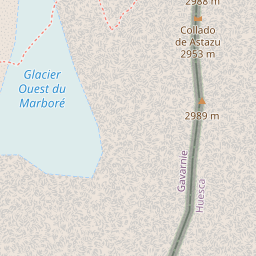 2988 m
Collado
de Astazu
2953 m
Glacier
Ouest du
Marboré
2989 m
Gavarnie
Huesca